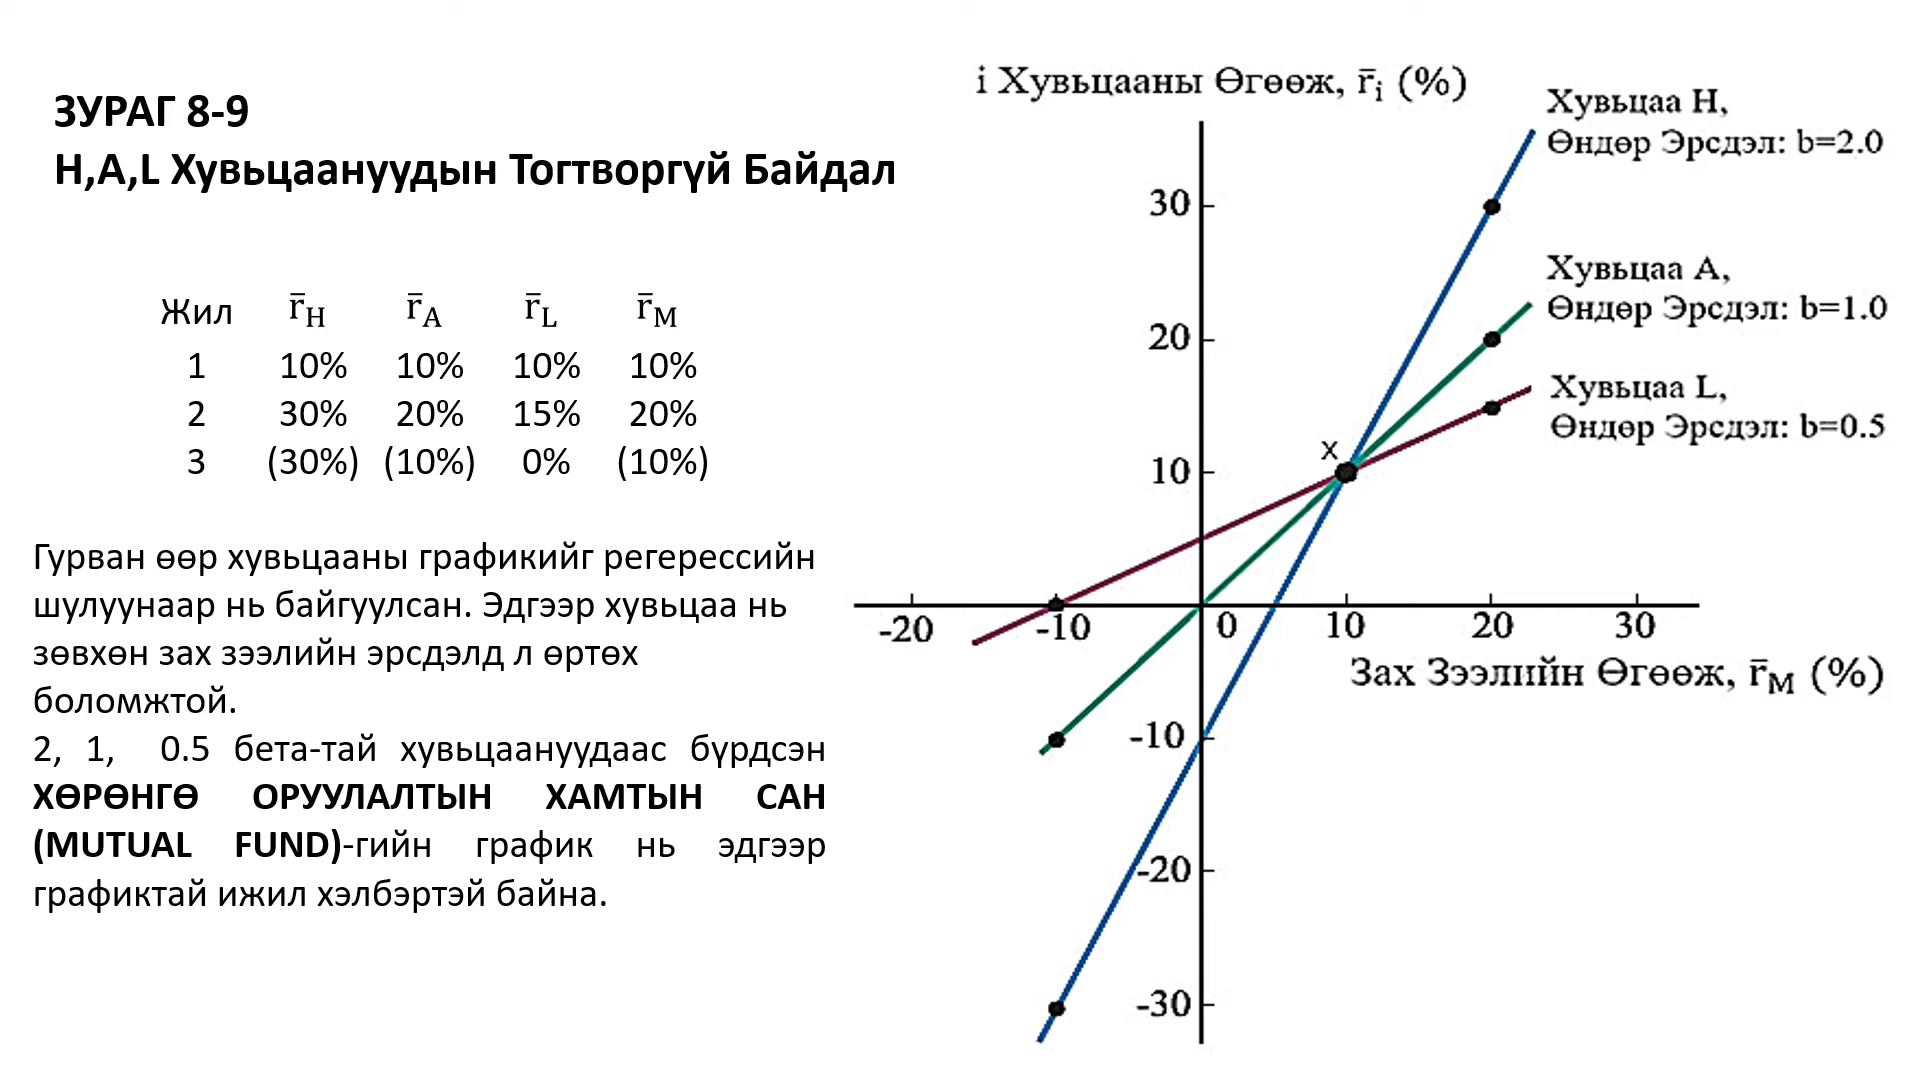 ЗУРАГ 8-9
H,A,L Хувьцаануудын Тогтворгүй Байдал
Жил r̄H r̄A r̄L r̄M
1 10% 10% 10% 10%
2 30% 20% 15% 20%
3 (30%) (10%) 0% (10%)
Гурван өөр хувьцааны графикийг регерессийн
шулуунаар нь байгуулсан. Эдгээр хувьцаа нь
зөвхөн зах зээлийн эрсдэлд л өртөх
боломжтой.
2, 1, 0.5 бета-тай хувьцаануудаас бүрдсэн
ХӨРӨНГӨ ОРУУЛАЛТЫН ХАМТЫН САН
(MUTUAL FUND)-гийн график нь эдгээр
графиктай ижил хэлбэртэй байна.
i Хувьцааны Өгөөж, r̄i (%)
Хувьцаа H,
Өндөр Эрсдэл: b=2.0
30
Хувьцаа A,
Өндөр Эрсдэл: b=1.0
20
Хувьцаа L,
Өндөр Эрсдэл: b=0.5
x
10
-20 -10 0 10 20 30
Зах Зээлийн Өгөөж, r̄M (%)
-10
-20
-30